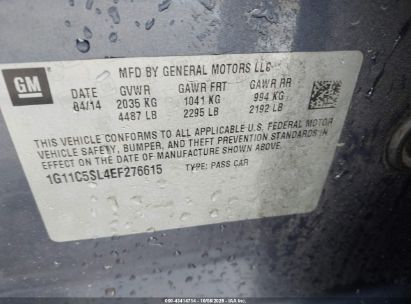 GM
MFD BY GENERAL MOTORS LLC
DATE GVWR GAWR FRT GAWR RR
04/14 2035 KG 1041 KG 994 KG
4487 LB 2295 LB 2192 LB
THIS VEHICLE CONFORMS TO ALL APPLICABLE U.S. FEDERAL MOTOR
VEHICLE SAFETY, BUMPER, AND THEFT PREVENTION STANDARDS IN
EFFECT ON THE DATE OF MANUFACTURE SHOWN ABOVE.
1G11C5SL4EF276615 TYPE: PASS CAR